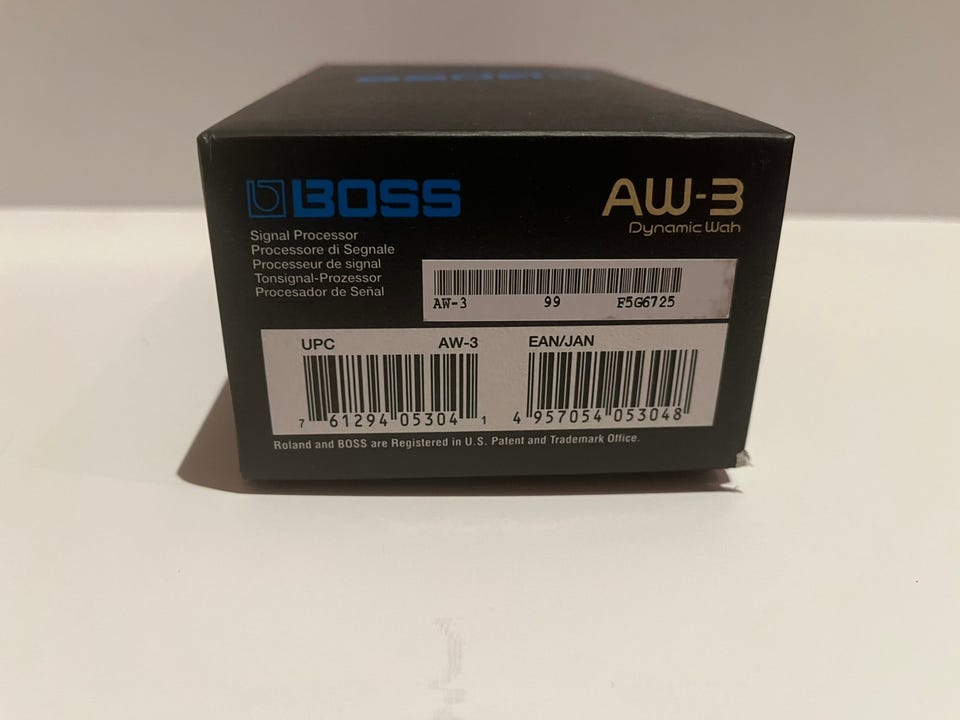 BOSS
BOSS
AW-3
Dynamic Wah
Signal Processor
Processore di Segnale
Processeur de signal
Tonsignal-Prozessor
Procesador de Señal
AW-3 99 E5G6725
UPC AW-3 EAN/JAN
7 61294 05304 1 4 957054 053048
Roland and BOSS are Registered in U.S. Patent and Trademark Office.